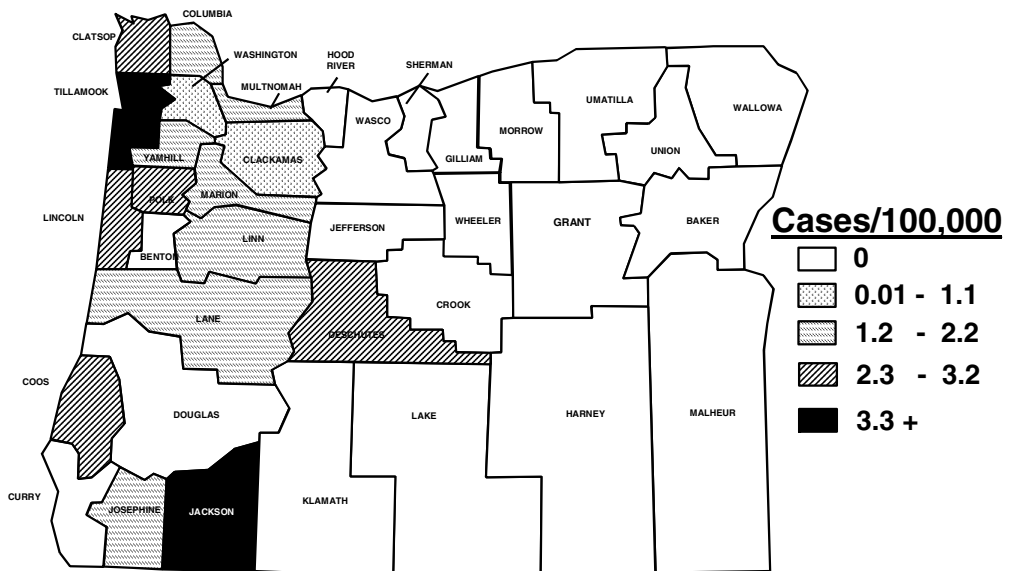 COLUMBIA
CLATSOP
WASHINGTON
HOOD
RIVER
SHERMAN
TILLAMOOK
MULTNOMAH
UMATILLA
WALLOWA
WASCO
MORROW
UNION
YAMHILL
CLACKAMAS
GILLIAM
POLK
MARION
LINCOLN
WHEELER
GRANT
BAKER
JEFFERSON
LINN
BENTON
Cases/100,000
0
0.01 - 1.1
1.2 - 2.2
2.3 - 3.2
3.3 +
CROOK
LANE
DESCHUTES
COOS
DOUGLAS
LAKE
HARNEY
MALHEUR
CURRY
JOSEPHINE
JACKSON
KLAMATH